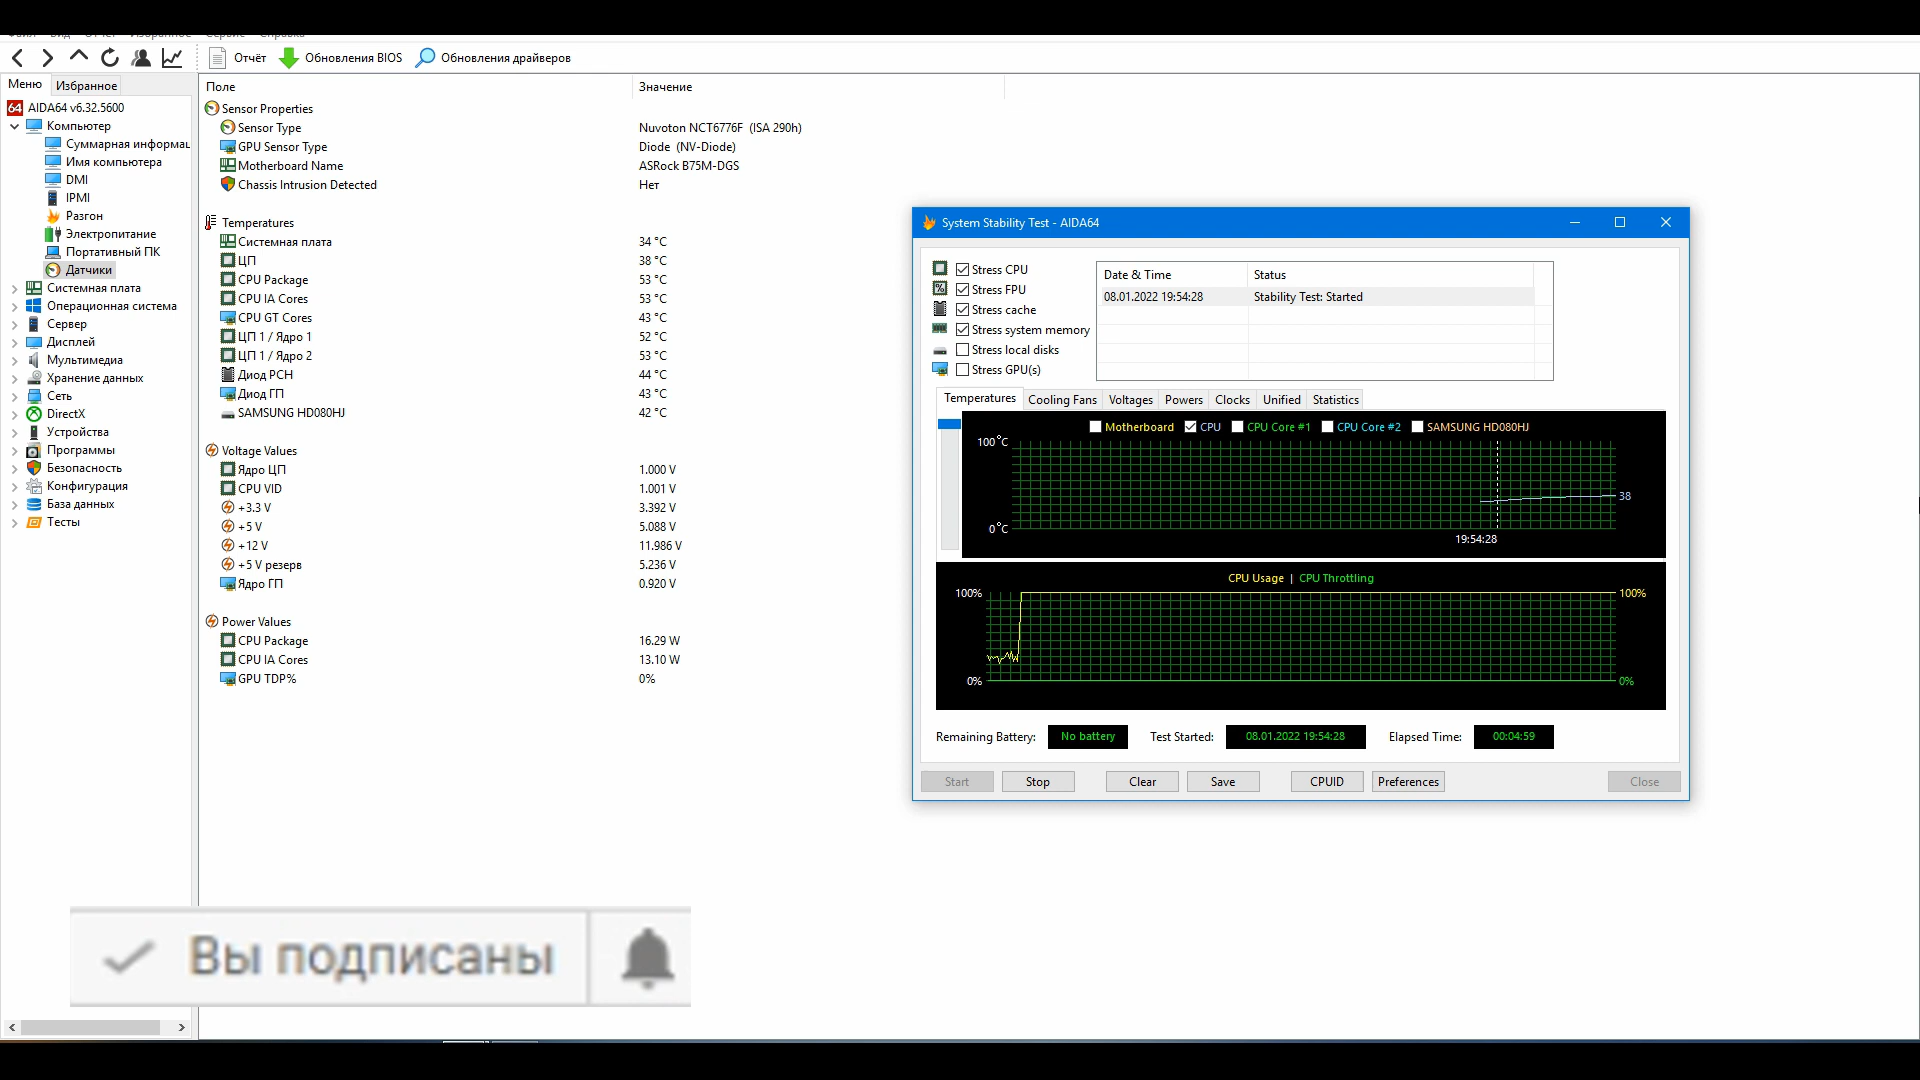 Файл Вид Отчёт Избранное Сервис Справка
Отчёт Обновления BIOS Обновления драйверов
Меню Избранное
AIDA64 v6.32.5600
Компьютер
Суммарная информац
Имя компьютера
DMI
IPMI
Разгон
Электропитание
Портативный ПК
Датчики
Системная плата
Операционная система
Сервер
Дисплей
Мультимедиа
Хранение данных
Сеть
DirectX
Устройства
Программы
Безопасность
Конфигурация
База данных
Тесты
Поле Значение
Sensor Properties
Sensor Type Nuvoton NCT6776F (ISA 290h)
GPU Sensor Type Diode (NV-Diode)
Motherboard Name ASRock B75M-DGS
Chassis Intrusion Detected Нет
Temperatures
Системная плата 34 °C
ЦП 38 °C
CPU Package 53 °C
CPU IA Cores 53 °C
CPU GT Cores 43 °C
ЦП 1 / Ядро 1 52 °C
ЦП 1 / Ядро 2 53 °C
Диод PCH 44 °C
Диод ГП 43 °C
SAMSUNG HD080HJ 42 °C
Voltage Values
Ядро ЦП 1.000 V
CPU VID 1.001 V
+3.3 V 3.392 V
+5 V 5.088 V
+12 V 11.986 V
+5 V резерв 5.236 V
Ядро ГП 0.920 V
Power Values
CPU Package 16.29 W
CPU IA Cores 13.10 W
GPU TDP% 0%
System Stability Test - AIDA64
Stress CPU
Stress FPU
Stress cache
Stress system memory
Stress local disks
Stress GPU(s)
Date & Time Status
08.01.2022 19:54:28 Stability Test: Started
Temperatures Cooling Fans Voltages Powers Clocks Unified Statistics
Motherboard CPU CPU Core #1 CPU Core #2 SAMSUNG HD080HJ
100°C
38
0°C
19:54:28
CPU Usage | CPU Throttling
100% 100%
0% 0%
Remaining Battery: No battery Test Started: 08.01.2022 19:54:28 Elapsed Time: 00:04:59
Start Stop Clear Save CPUID Preferences Close
Вы подписаны